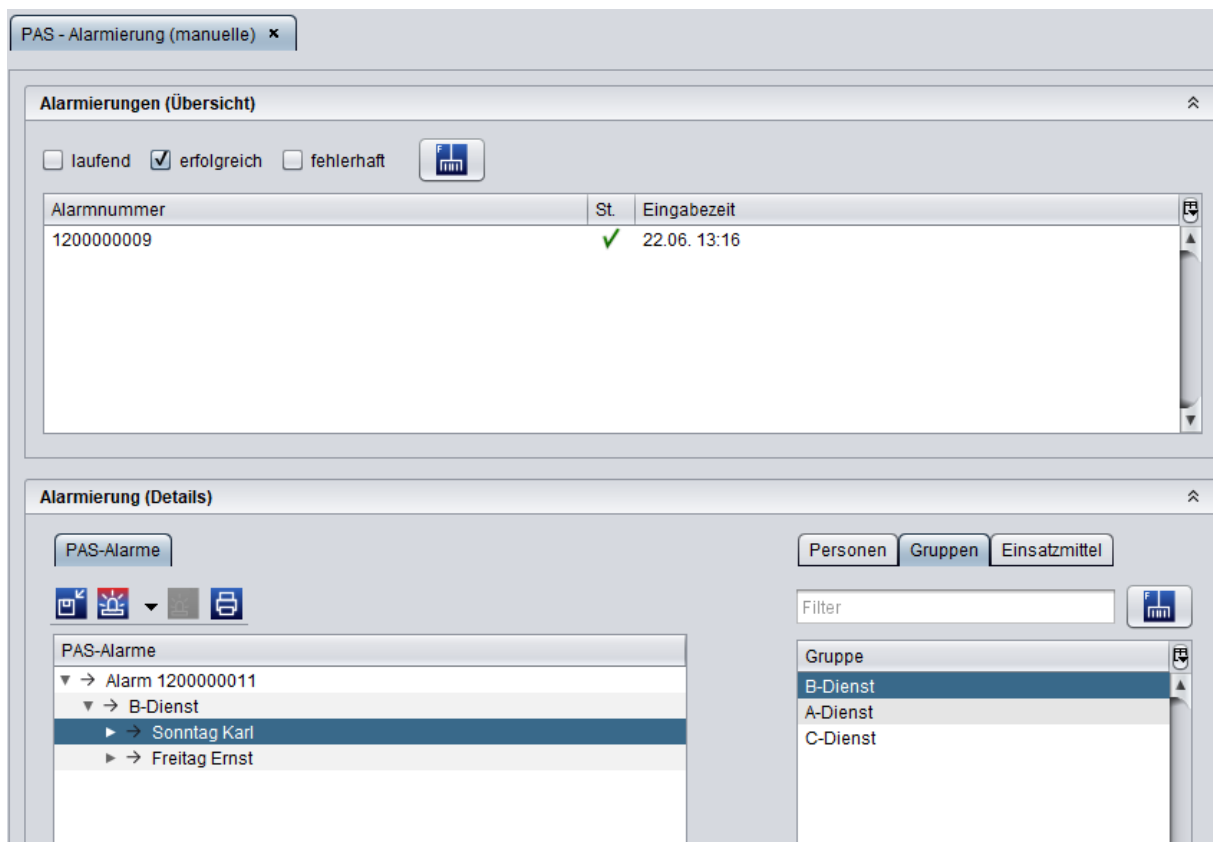 PAS - Alarmierung (manuelle)
Alarmierungen (Übersicht)
laufend erfolgreich fehlerhaft
Alarmnummer St. Eingabezeit
1200000009 22.06. 13:16
Alarmierung (Details)
PAS-Alarme
Personen Gruppen Einsatzmittel
Filter
PAS-Alarme
Gruppe
Alarm 1200000011
B-Dienst
B-Dienst
A-Dienst
Sonntag Karl
C-Dienst
Freitag Ernst